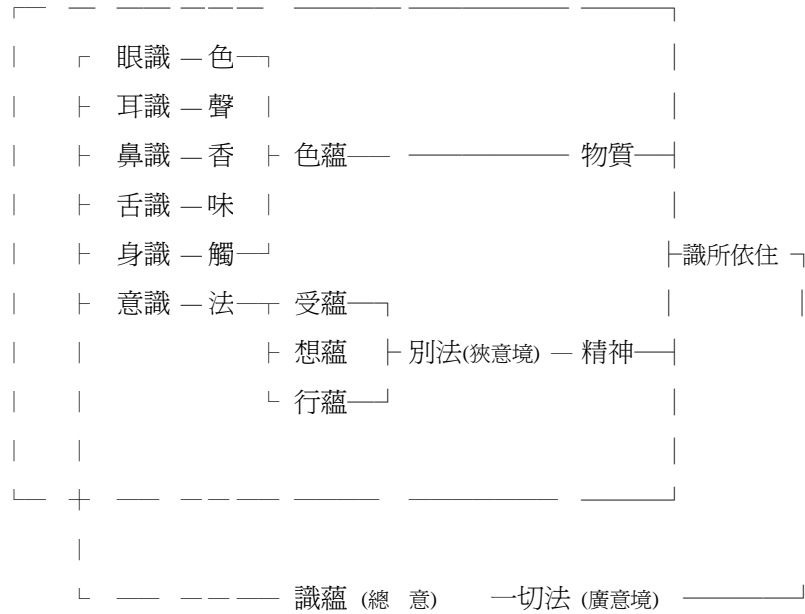 眼識 — 色
耳識 — 聲
鼻識 — 香 色蘊 物質
舌識 — 味
身識 — 觸 識所依住
意識 — 法 受蘊
想蘊 別法(狹意境) — 精神
行蘊
識蘊 (總 意) 一切法 (廣意境)